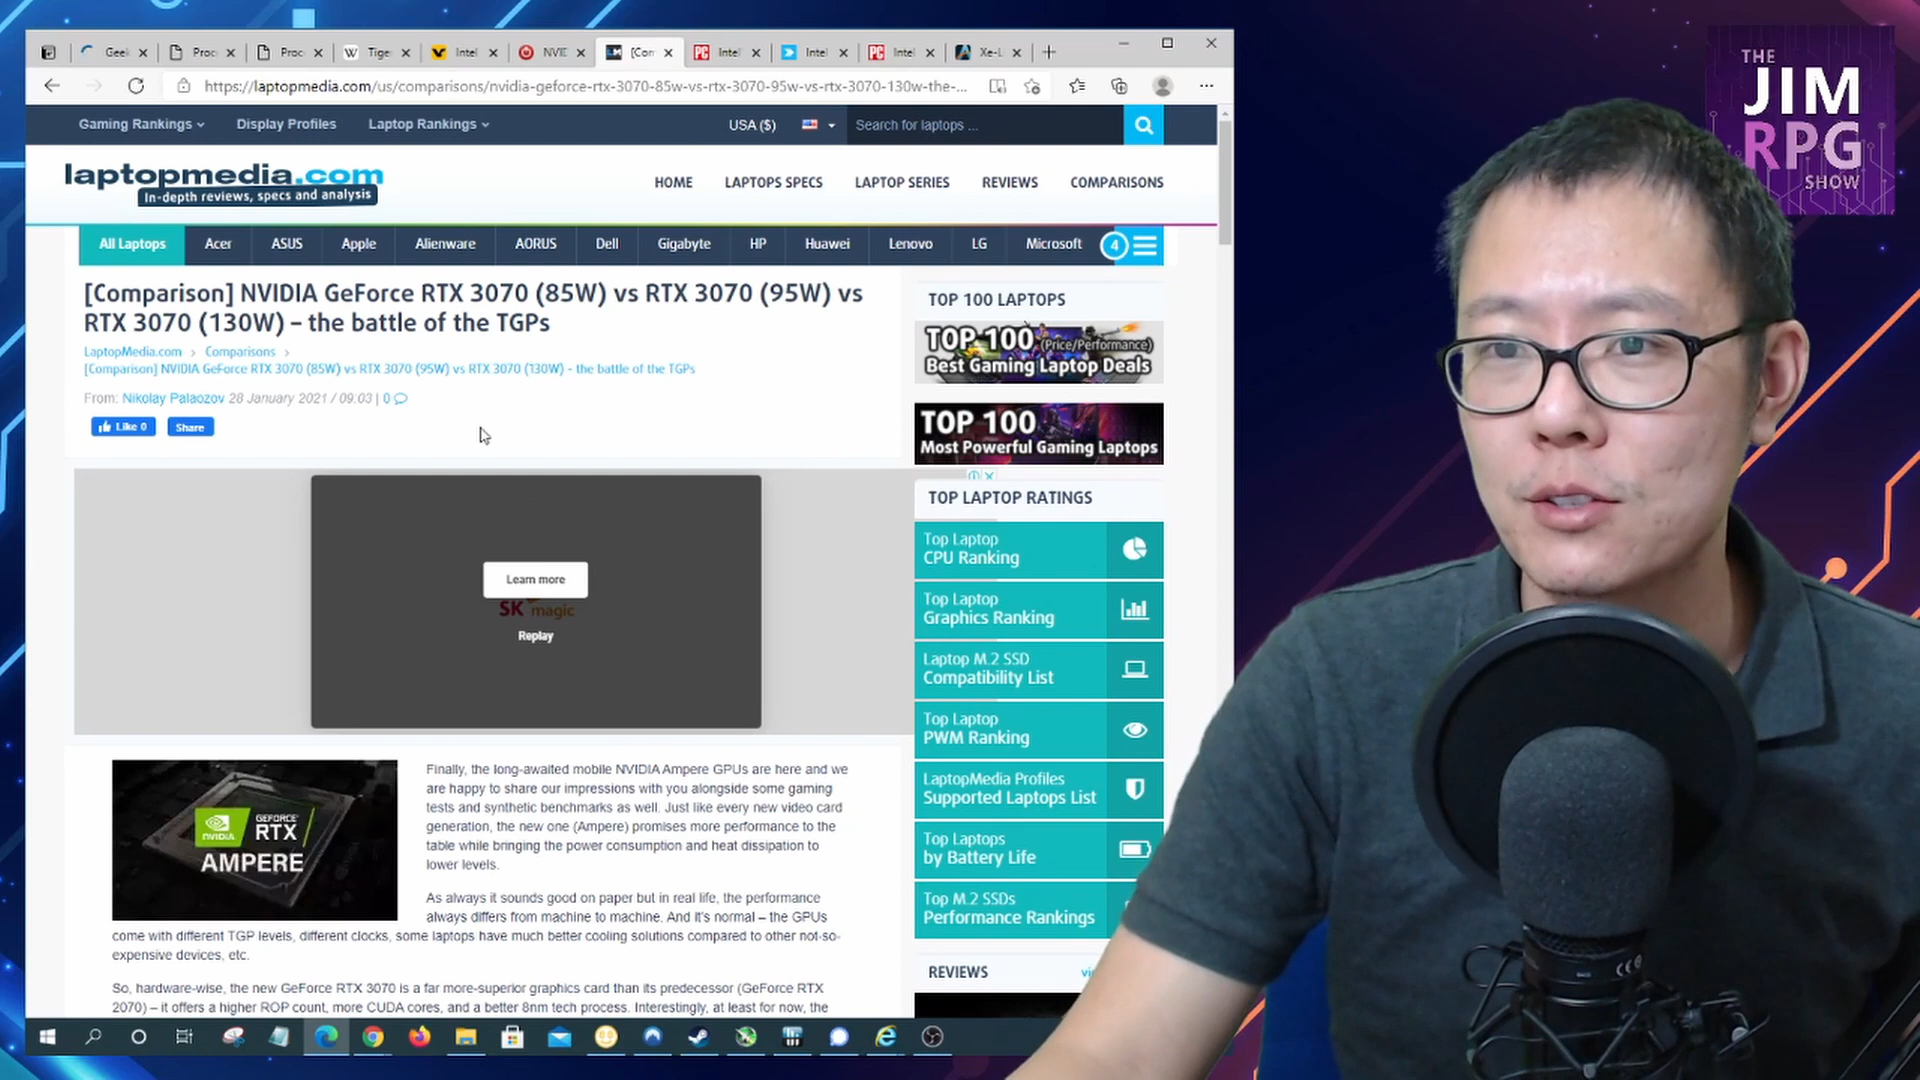 Geel
Proc
Proc
Tige
Intel
NVIE
[Con
Intel
Intel
Intel
Xe-L
https://laptopmedia.com/us/comparisons/nvidia-geforce-rtx-3070-85w-vs-rtx-3070-95w-vs-rtx-3070-130w-the-...
Gaming Rankings
Display Profiles
Laptop Rankings
USA ($)
Search for laptops ...
laptopmedia.com
In-depth reviews, specs and analysis
HOME
LAPTOPS SPECS
LAPTOP SERIES
REVIEWS
COMPARISONS
All Laptops
Acer
ASUS
Apple
Alienware
AORUS
Dell
Gigabyte
HP
Huawei
Lenovo
LG
Microsoft
4
[Comparison] NVIDIA GeForce RTX 3070 (85W) vs RTX 3070 (95W) vs
RTX 3070 (130W) – the battle of the TGPs
LaptopMedia.com > Comparisons >
[Comparison] NVIDIA GeForce RTX 3070 (85W) vs RTX 3070 (95W) vs RTX 3070 (130W) - the battle of the TGPs
From: Nikolay Palaozov 28 January 2021 / 09:03 | 0
Like 0
Share
Learn more
SK magic
Replay
NVIDIA
GEFORCE
RTX
AMPERE
Finally, the long-awaited mobile NVIDIA Ampere GPUs are here and we
are happy to share our impressions with you alongside some gaming
tests and synthetic benchmarks as well. Just like every new video card
generation, the new one (Ampere) promises more performance to the
table while bringing the power consumption and heat dissipation to
lower levels.
As always it sounds good on paper but in real life, the performance
always differs from machine to machine. And it's normal – the GPUs
come with different TGP levels, different clocks, some laptops have much better cooling solutions compared to other not-so-
expensive devices, etc.
So, hardware-wise, the new GeForce RTX 3070 is a far more-superior graphics card than its predecessor (GeForce RTX
2070) – it offers a higher ROP count, more CUDA cores, and a better 8nm tech process. Interestingly, at least for now, the
TOP 100 LAPTOPS
TOP 100 (Price/Performance)
Best Gaming Laptop Deals
TOP 100
Most Powerful Gaming Laptops
TOP LAPTOP RATINGS
Top Laptop
CPU Ranking
Top Laptop
Graphics Ranking
Laptop M.2 SSD
Compatibility List
Top Laptop
PWM Ranking
LaptopMedia Profiles
Supported Laptops List
Top Laptops
by Battery Life
Top M.2 SSDs
Performance Rankings
REVIEWS
THE
JIM
RPG
SHOW